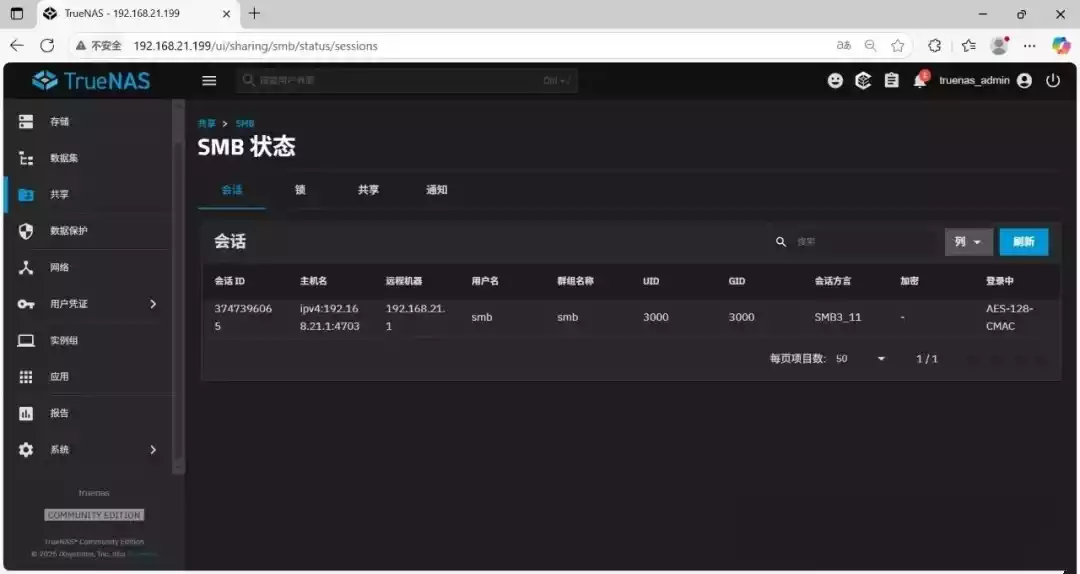 TrueNAS - 192.168.21.199
不安全 192.168.21.199/ui/sharing/smb/status/sessions
TrueNAS
搜索用户界面
Ctrl + /
1
truenas_admin
存储
数据集
共享
数据保护
网络
用户凭证
实例组
应用
报告
系统
truenas
COMMUNITY EDITION
TrueNAS® Community Edition
共享 > SMB
SMB 状态
会话 锁 共享 通知
会话
搜索
列
刷新
会话 ID 主机名 远程机器 用户名 群组名称 UID GID 会话方言 加密 登录中
374739606 ipv4:192.16 192.168.21. AES-128-
smb smb 3000 3000 SMB3_11 -
5 8.21.1:4703 1 CMAC
每页项目数: 50 1 / 1